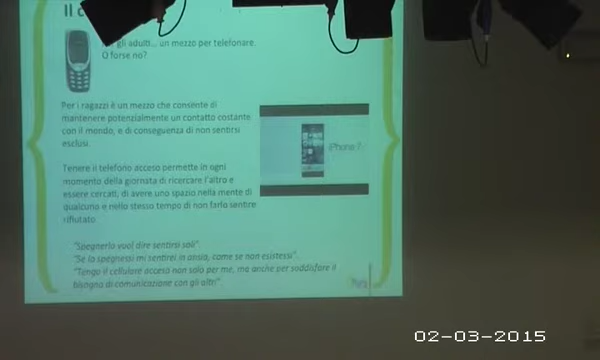 Il c
gli adulti... un mezzo per telefonare.
O forse no?
Per i ragazzi è un mezzo che consente di
mantenere potenzialmente un contatto costante
con il mondo, e di conseguenza di non sentirsi
esclusi.
iPhone 7
Tenere il telefono acceso permette in ogni
momento della giornata di ricercare l'altro e
essere cercati, di avere uno spazio nella mente di
qualcuno e nello stesso tempo di non farlo sentire
rifiutato.
"Spegnerlo vuol dire sentirsi soli".
"Se lo spegnessi mi sentirei in ansia, come se non esistessi".
"Tengo il cellulare acceso non solo per me, ma anche per soddisfare il
bisogno di comunicazione con gli altri".
02-03-2015